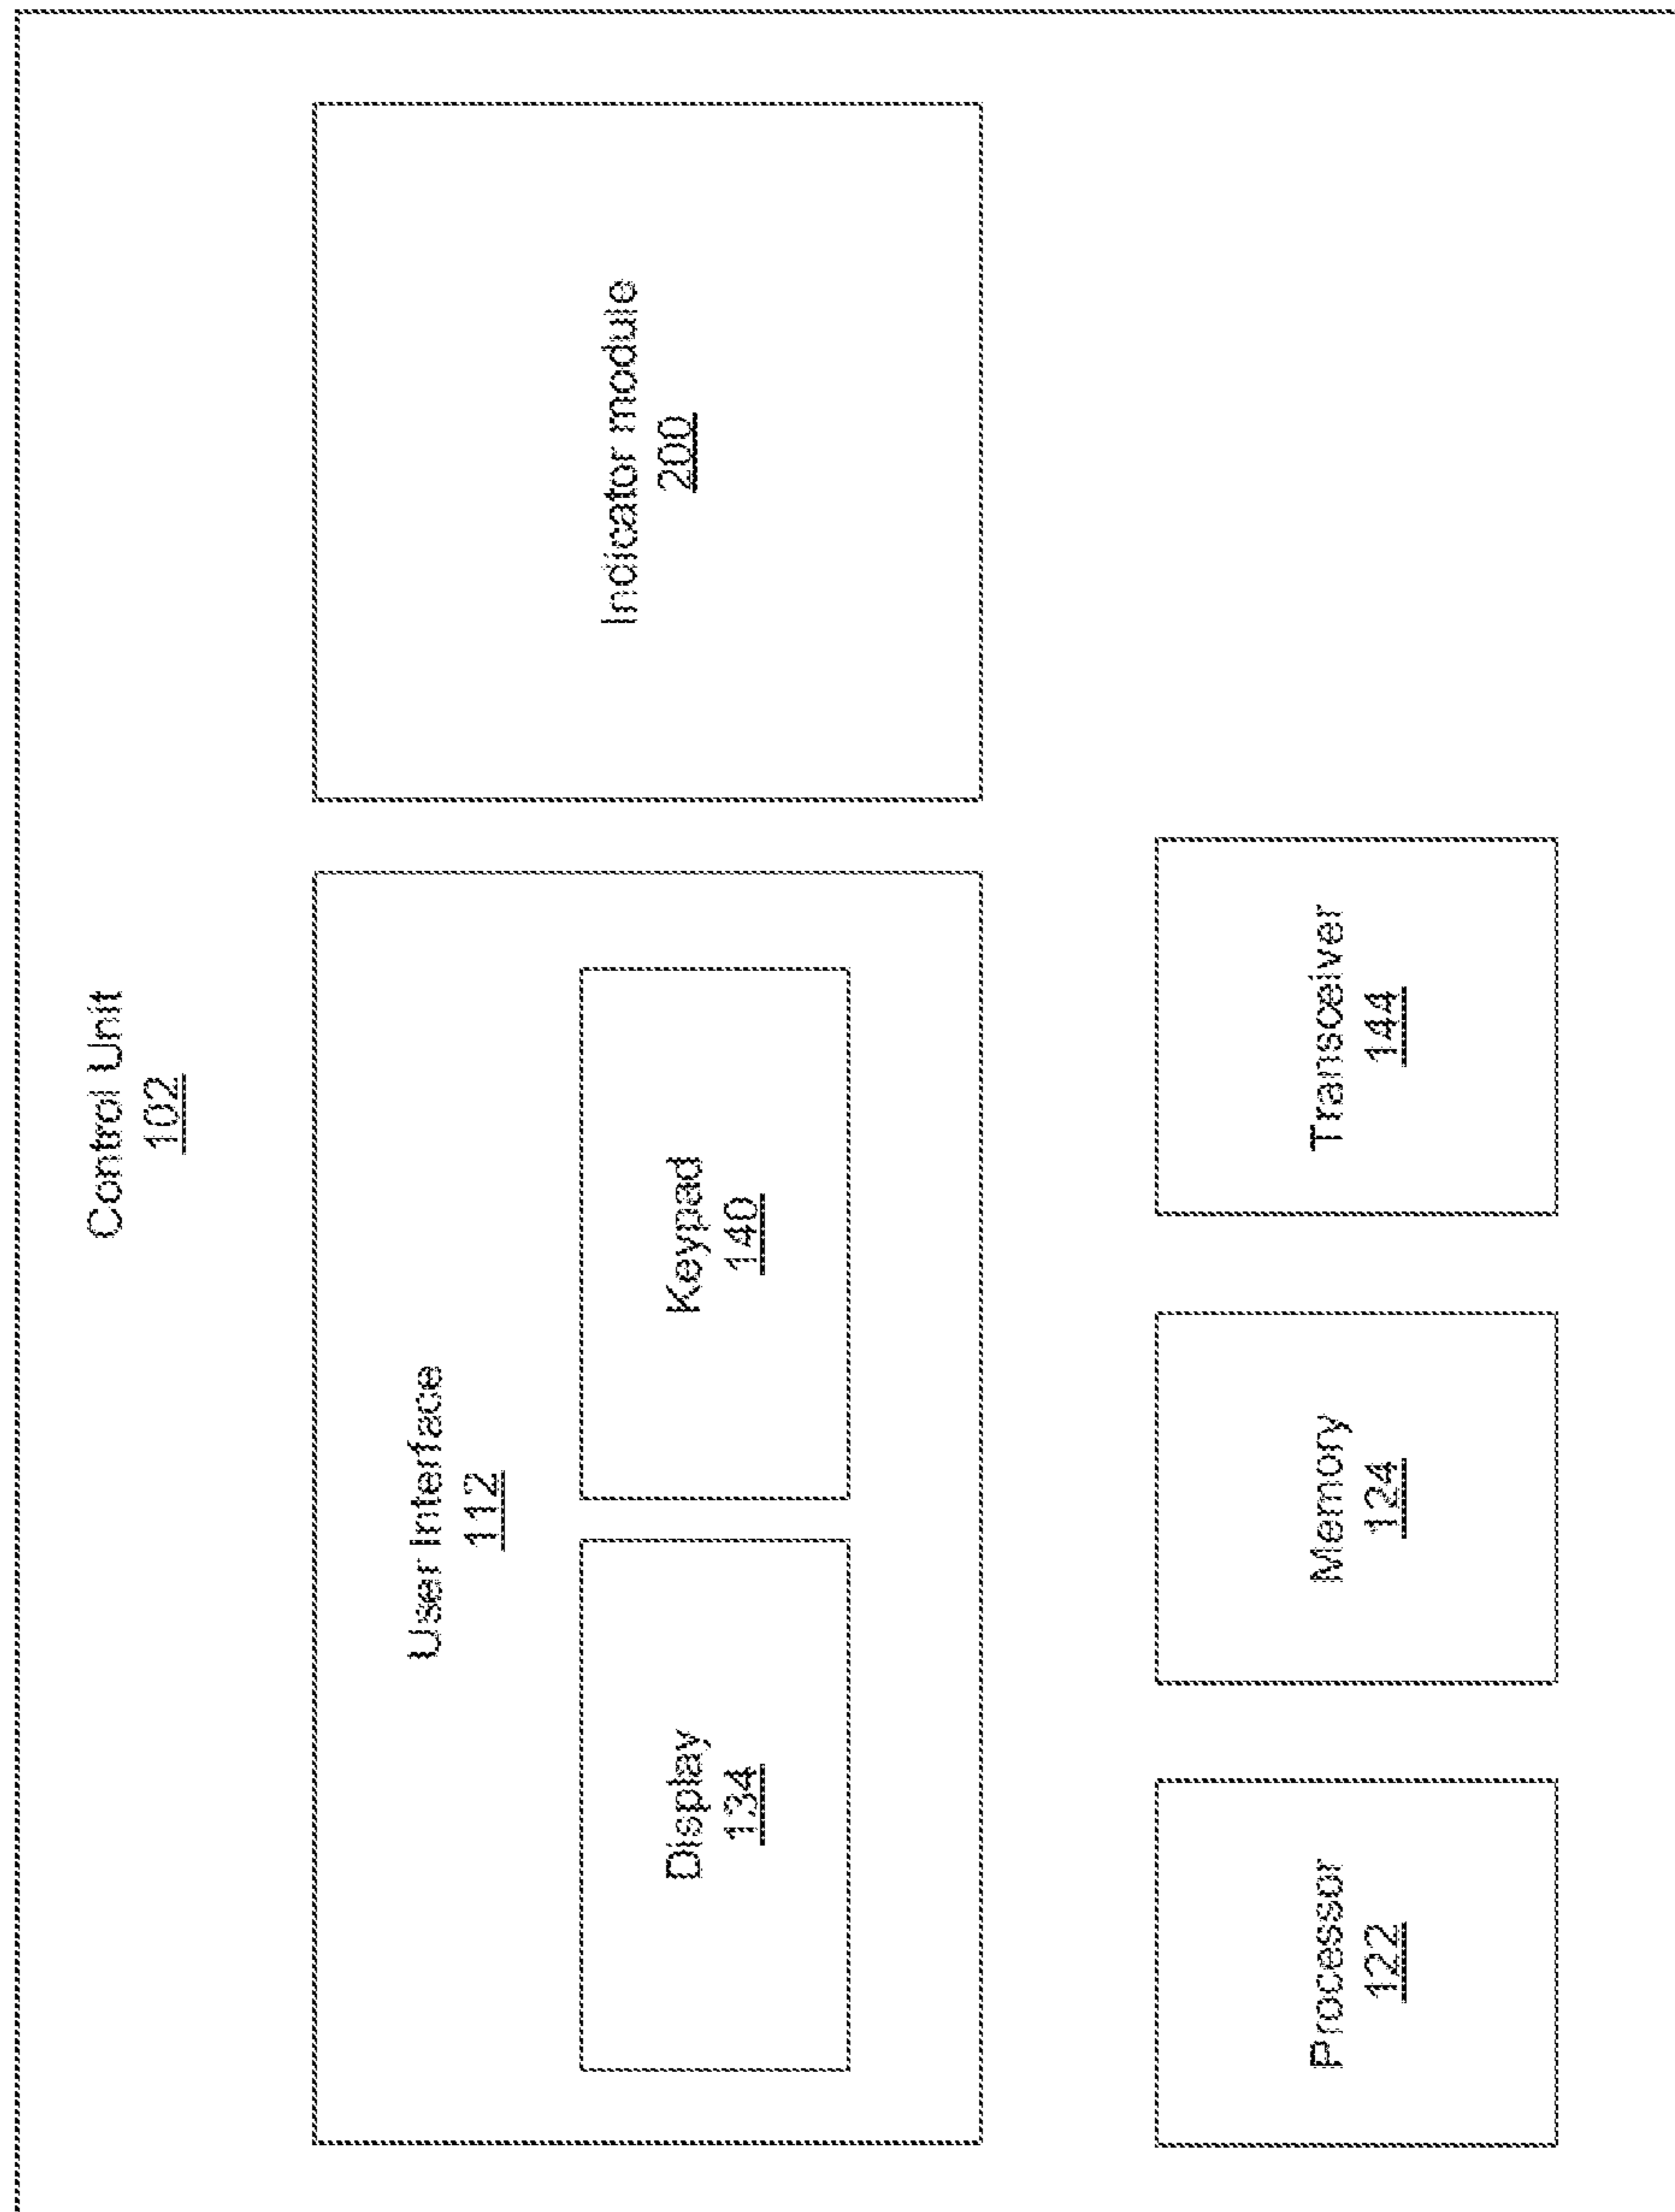 Control Unit
102
User Interface
112
Display
134
Keypad
140
Indicator module
200
Processor
122
Memory
124
Transceiver
144